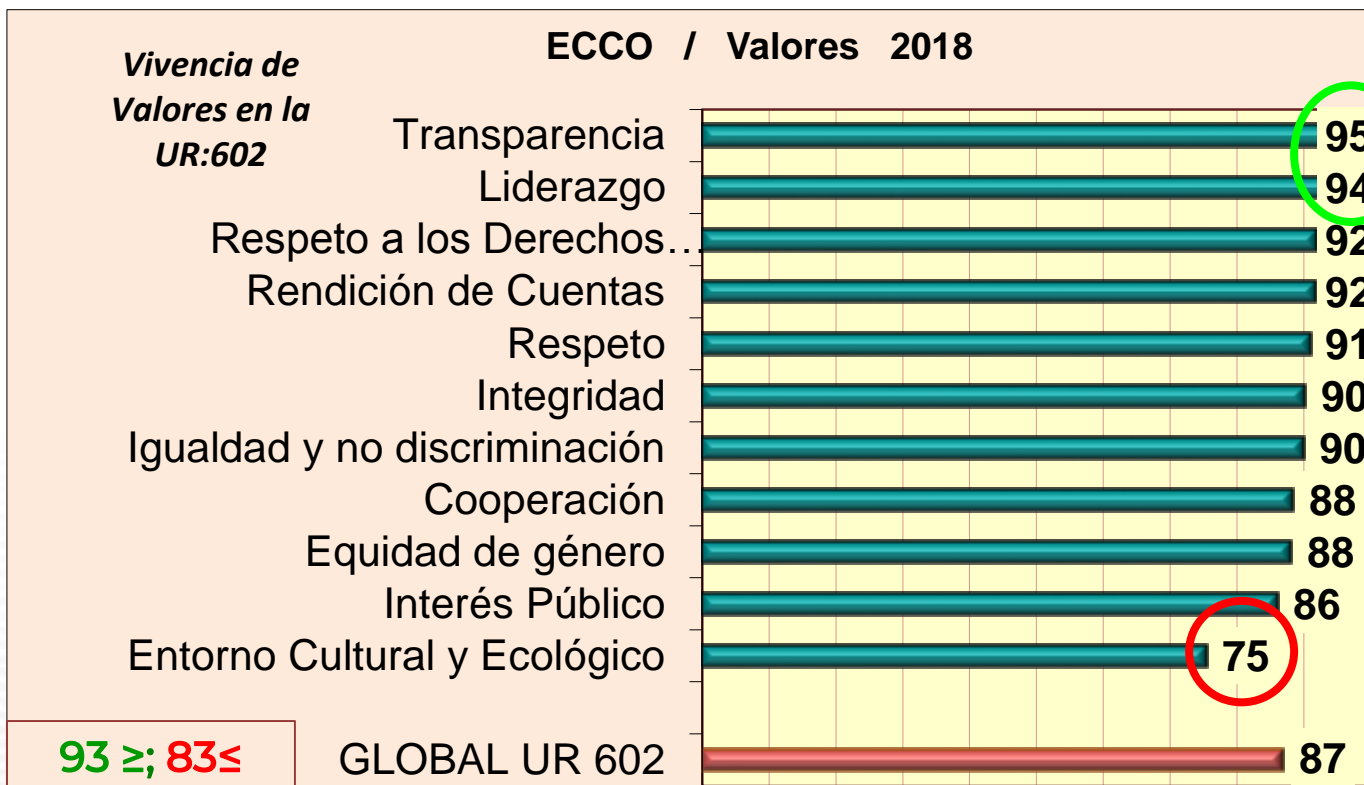 ECCO / Valores 2018
Vivencia de
Valores en la
UR:602
Transparencia 95
Liderazgo 94
Respeto a los Derechos… 92
Rendición de Cuentas 92
Respeto 91
Integridad 90
Igualdad y no discriminación 90
Cooperación 88
Equidad de género 88
Interés Público 86
Entorno Cultural y Ecológico 75
GLOBAL UR 602 87
93 ≥; 83≤